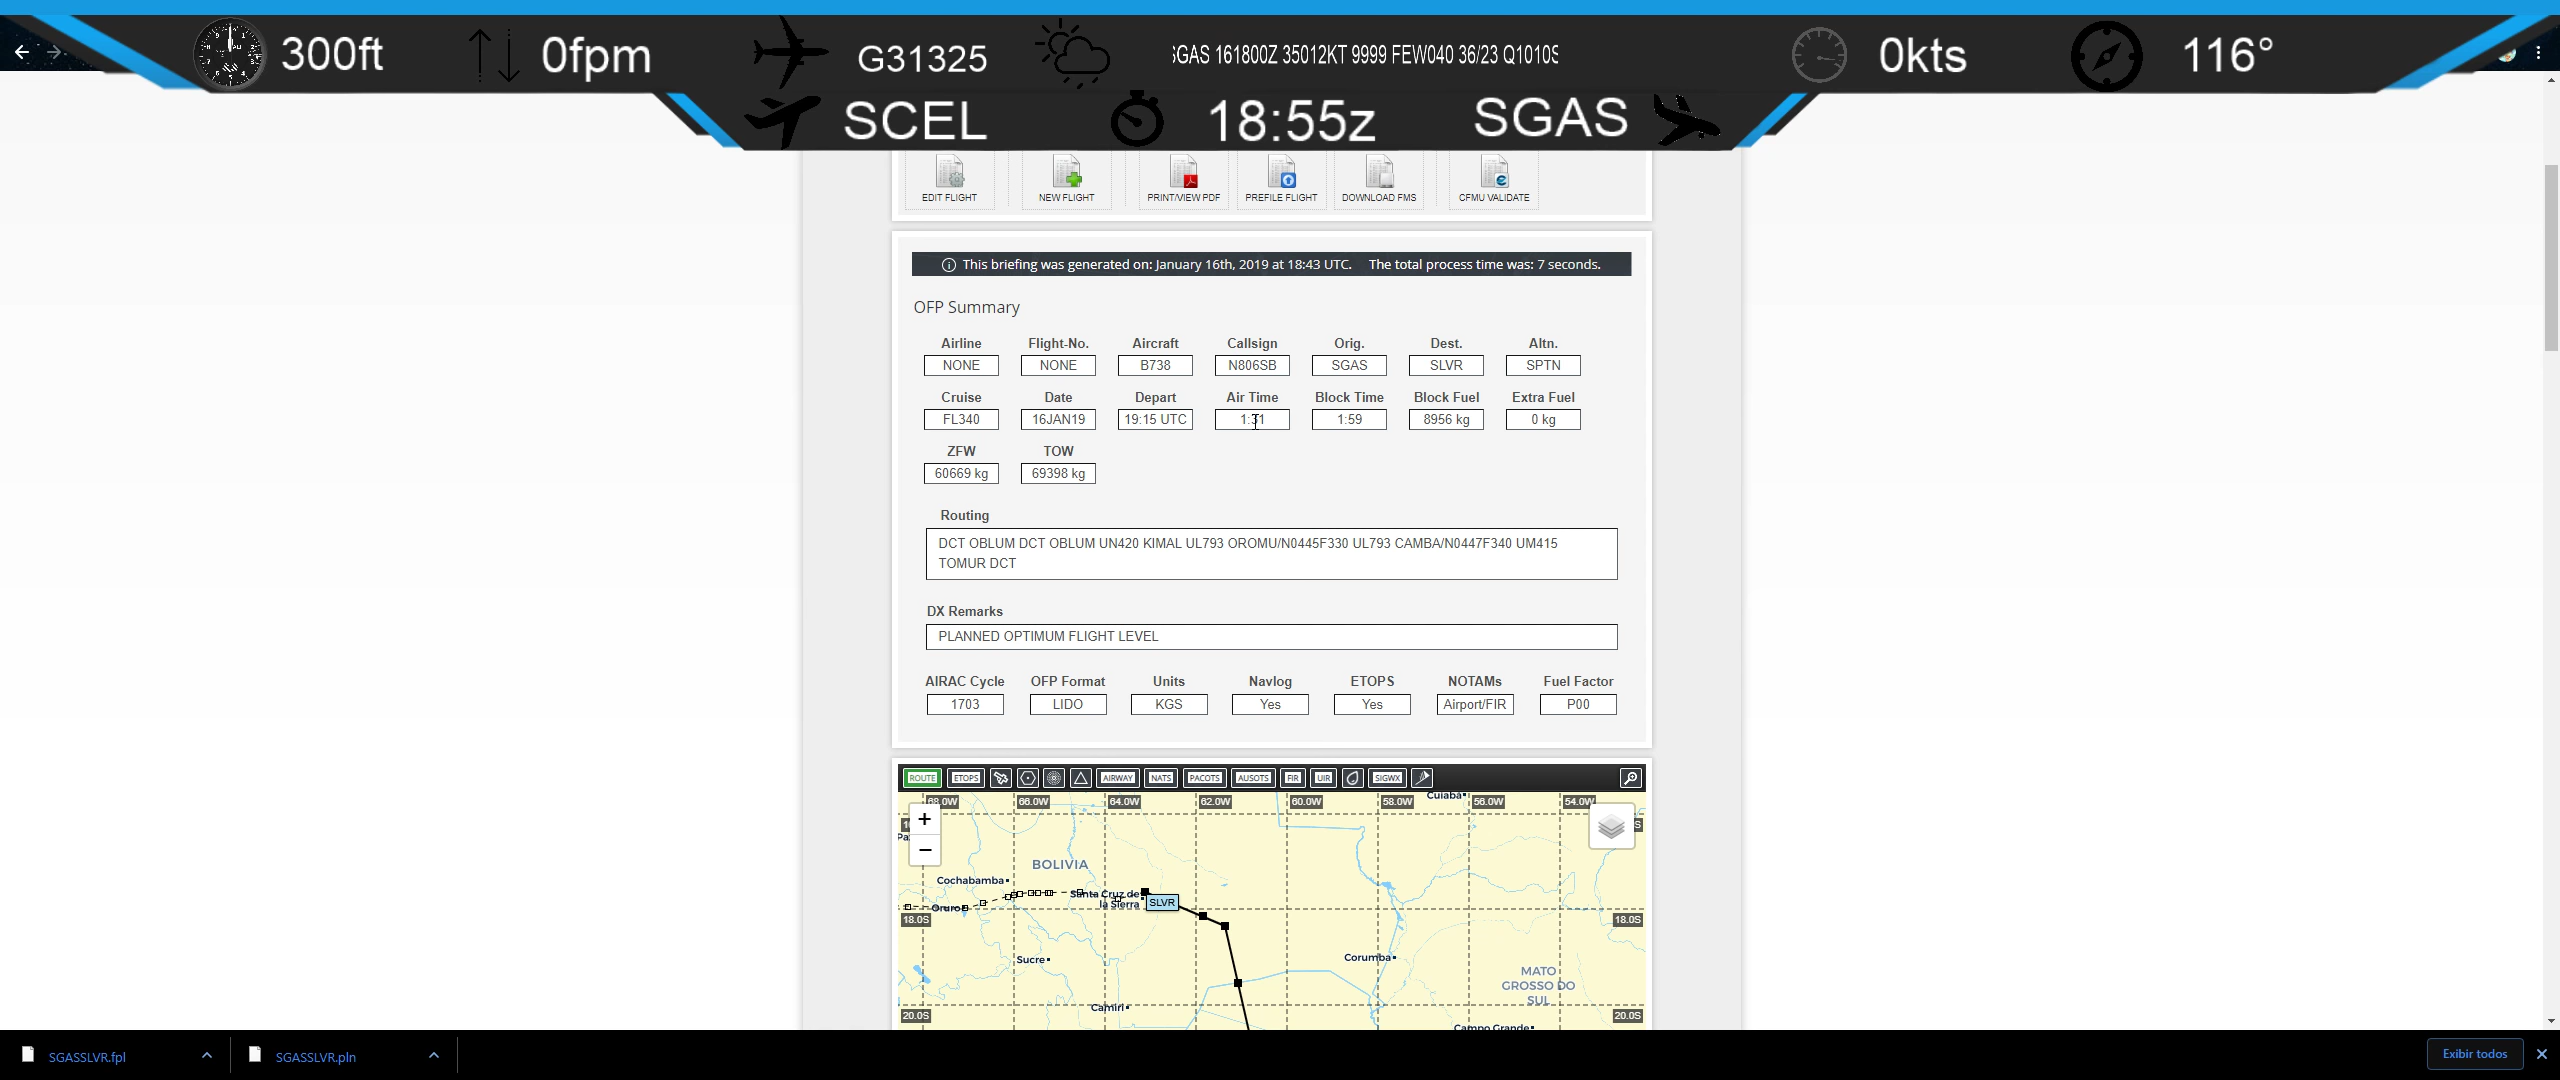 300ft 0fpm G31325 SGAS 161800Z 35012KT 9999 FEW040 36/23 Q1010 0kts 116°
SCEL 18:55z SGAS
EDIT FLIGHT NEW FLIGHT PRINT/VIEW PDF PREFILE FLIGHT DOWNLOAD FMS CFMU VALIDATE
This briefing was generated on: January 16th, 2019 at 18:43 UTC. The total process time was: 7 seconds.
OFP Summary
Airline Flight-No. Aircraft Callsign Orig. Dest. Altn.
NONE NONE B738 N806SB SGAS SLVR SPTN
Cruise Date Depart Air Time Block Time Block Fuel Extra Fuel
FL340 16JAN19 19:15 UTC 1:31 1:59 8956 kg 0 kg
ZFW TOW
60669 kg 69398 kg
Routing
DCT OBLUM DCT OBLUM UN420 KIMAL UL793 OROMU/N0445F330 UL793 CAMBA/N0447F340 UM415
TOMUR DCT
DX Remarks
PLANNED OPTIMUM FLIGHT LEVEL
AIRAC Cycle OFP Format Units Navlog ETOPS NOTAMs Fuel Factor
1703 LIDO KGS Yes Yes Airport/FIR P00
ROUTE ETOPS AIRWAY NATS PACOTS AUSOTS FIR UIR SIGWX
68.0W 66.0W 64.0W 62.0W 60.0W 58.0W Cuiabá 56.0W 54.0W
+
−
BOLIVIA
Cochabamba
Santa Cruz de
la Sierra
SLVR
Oruro
18.0S 18.0S
Sucre
Corumba
MATO
GROSSO DO
SUL
Camiri
20.0S 20.0S
Campo Grande
SGASSLVR.fpl SGASSLVR.pln Exibir todos